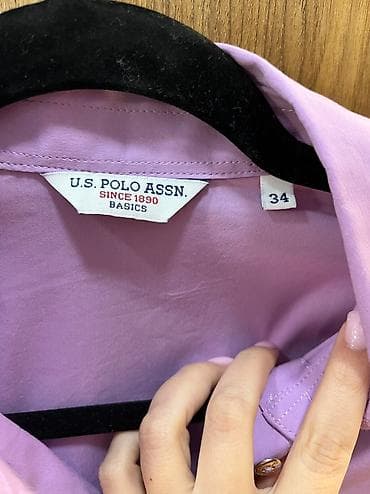 U.S. POLO ASSN.
SINCE 1890
BASICS
34